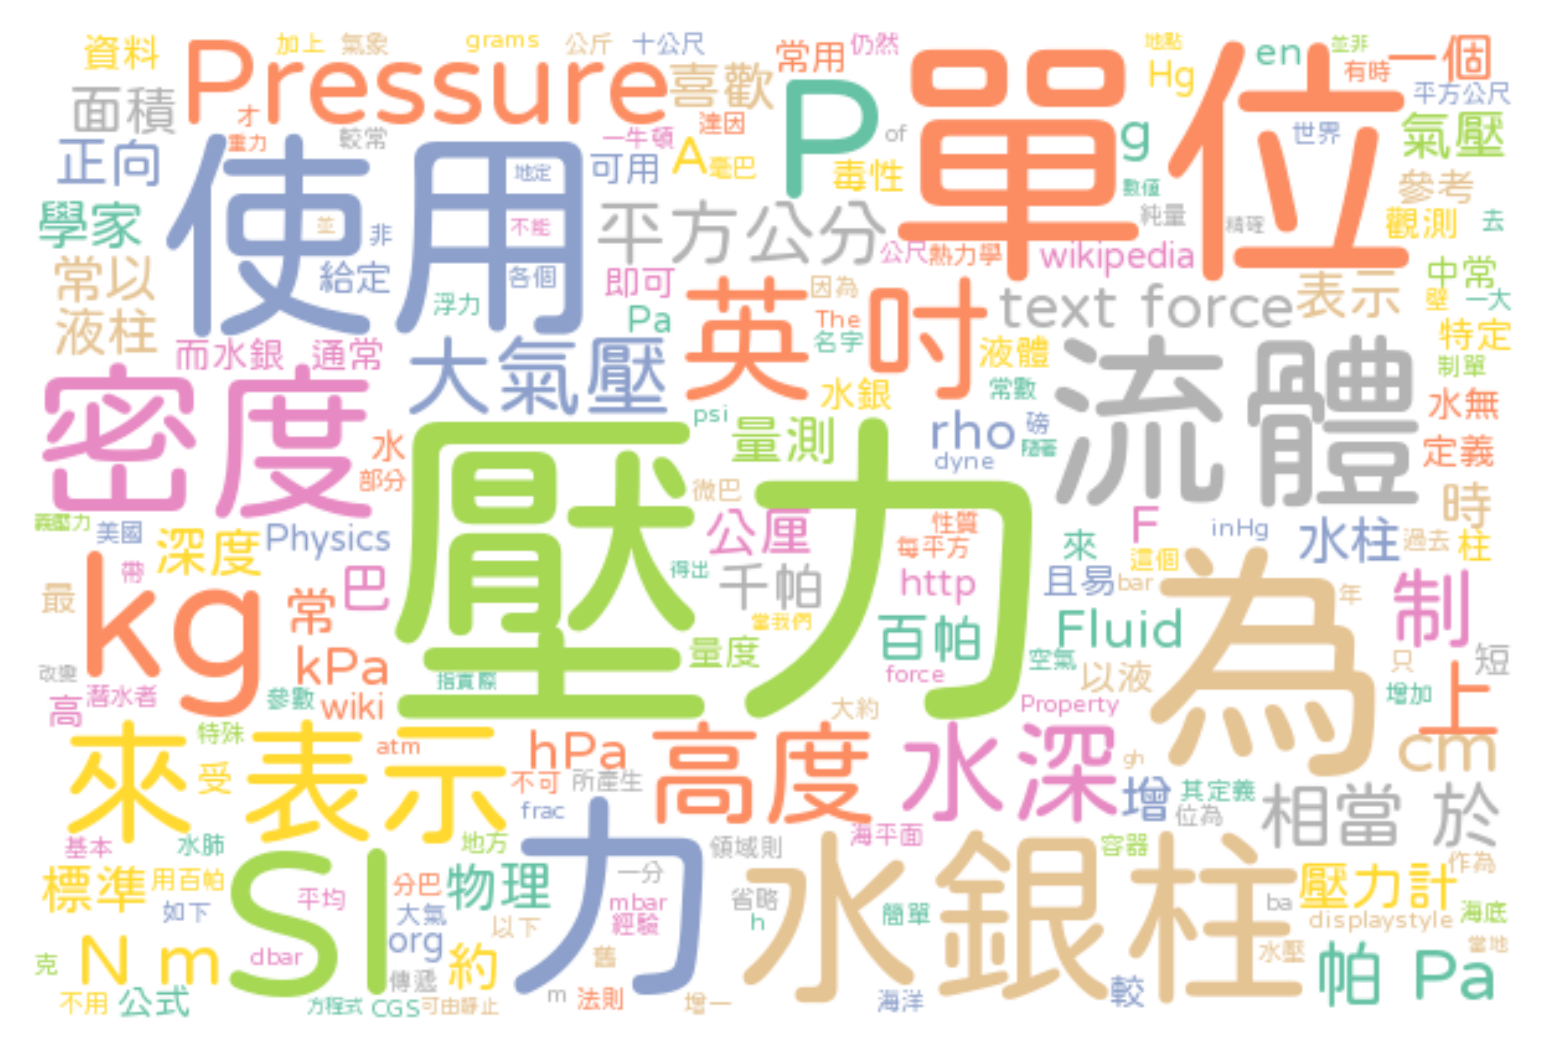 資料 加上 氣象 grams 公斤 十公尺 常用 仍然 地點 en 並非 一個
Pressure 喜歡 單位 Hg 有時
面積 才 P 平方公尺
重力 較常 一牛頓 達因 of g 世界 氣壓
正向 使用 地定 可用 A 毫巴 毒性 數值 參考
學家 並 非 不能 平方公分 純量 精確 觀測 去
常以 給定 各個 即可 公尺 熱力學 wikipedia 中常
液柱 浮力 Pa 英吋 因為 text force 表示 壁 一大
The 名字 特定
而水銀 通常 大氣壓 液體 流體 制單
密度 水銀 常數 水無
psi 量測 rho 磅
水 壓力 dyne 隨著 定義
部分 微巴 時
義壓力 美國 深度 Physics 公厘 性質 F inHg 水柱 過去 柱
每平方 來 這個
最 kg 帶 常 巴 得出 千帕 http 且易 bar 為 年 制
當我們 百帕 Fluid
改變 kPa 量度 空氣 以液 只 短
高 潛水者 參數 wiki 指實際 force Property 增加 上
大約
來 表示 特殊 atm hPa 高度 水深 gh cm
受 不可 所產生 增 其定義 相當 於
frac 力 位為
基本 水肺 地方 領域則 海平面 容器 作為
標準 用百帕 SI 平均 分巴 物理 一分 水銀柱 壓力計
如下 大氣 以下 mbar 省略 簡單 ba displaystyle 海底
N m dbar org 經驗 h 水壓 當地
克 傳遞 約 舊 帕 Pa
不用 公式 方程式 CGS 可由靜止 m 法則 增一 海洋 較